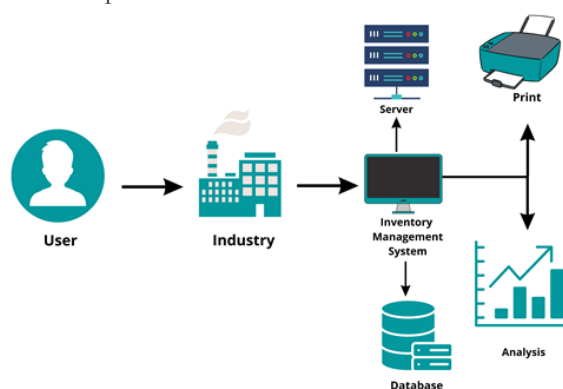 Server
Print
User
Industry
Inventory
Management
System
Analysis
Database